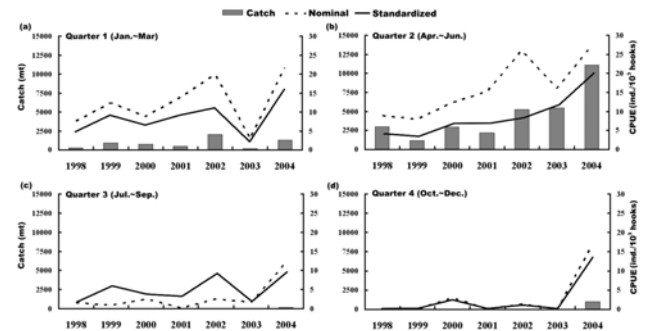 Catch Nominal Standardized
(a) Quarter 1 (Jan.~Mar)
15000 12500 10000 7500 5000 2500 0
30 25 20 15 10 5 0
Catch (mt)
1998 1999 2000 2001 2002 2003 2004
(b) Quarter 2 (Apr.~Jun.)
15000 12500 10000 7500 5000 2500 0
30 25 20 15 10 5 0
CPUE (ind./10³ hooks)
1998 1999 2000 2001 2002 2003 2004
(c) Quarter 3 (Jul.~Sep.)
15000 12500 10000 7500 5000 2500 0
30 25 20 15 10 5 0
Catch (mt)
1998 1999 2000 2001 2002 2003 2004
(d) Quarter 4 (Oct.~Dec.)
15000 12500 10000 7500 5000 2500 0
30 25 20 15 10 5 0
CPUE (ind./10³ hooks)
1998 1999 2000 2001 2002 2003 2004